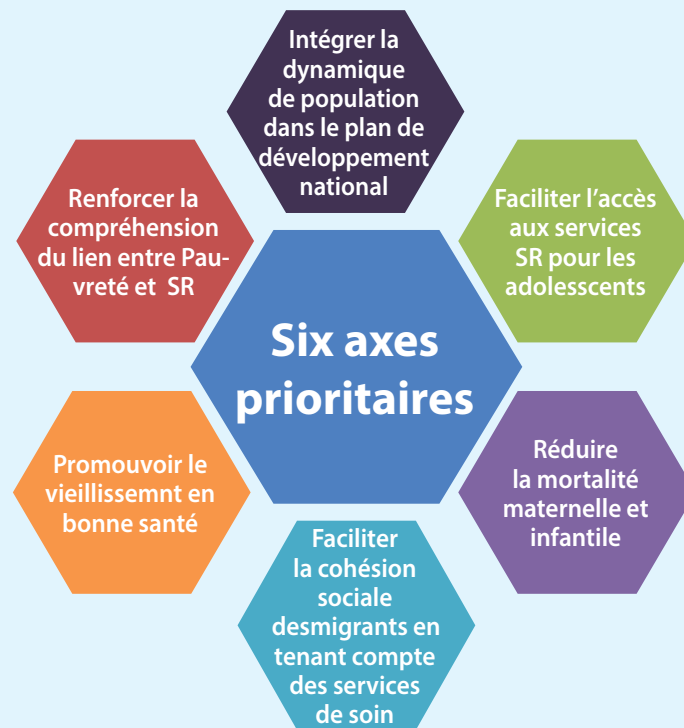 Intégrer la
dynamique
de population
dans le plan de
développement
national
Renforcer la
compréhension
du lien entre Pau-
vreté et SR
Faciliter l’accès
aux services
SR pour les
adolesscents
Six axes
prioritaires
Promouvoir le
vieillissemnt en
bonne santé
Réduire
la mortalité
maternelle et
infantile
Faciliter
la cohésion
sociale
desmigrants en
tenant compte
des services
de soin